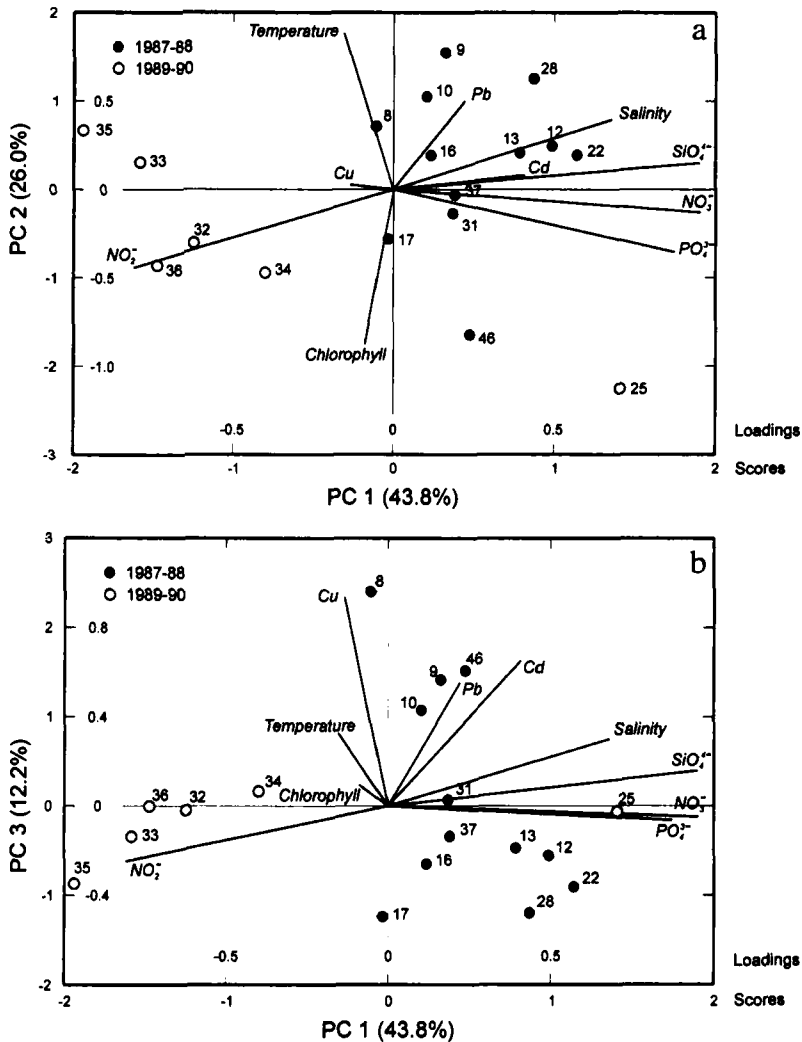 a
2
● 1987-88
○ 1989-90
Temperature
9
28
10
Pb
1
0.5
8
Salinity
35
33
16
13
12
22
SiO₄⁴⁻
Cu
Cd
0
0
37
NO₃⁻
31
PO₄³⁻
NO₂⁻
32
17
36
34
-1
-0.5
Chlorophyll
46
-2
-1.0
25
-0.5
0
0.5
Loadings
-3
-2
-1
0
1
2
Scores
PC 1 (43.8%)
PC 2 (26.0%)
b
3
● 1987-88
○ 1989-90
8
Cu
2
0.8
9
46
Pb
Cd
10
1
0.4
Temperature
Salinity
SiO₄⁴⁻
36
32
34
Chlorophyll
31
25
NO₃⁻
0
0
33
37
13
12
PO₄³⁻
35
NO₂⁻
16
22
-1
-0.4
17
28
-0.5
0
0.5
Loadings
-2
-2
-1
0
1
2
Scores
PC 1 (43.8%)
PC 3 (12.2%)